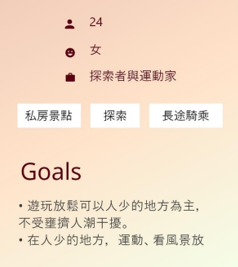 24
女
探索者與運動家
私房景點 探索 長途騎乘
Goals
• 遊玩放鬆可以人少的地方為主，
不受壅擠人潮干擾。
• 在人少的地方，運動、看風景放